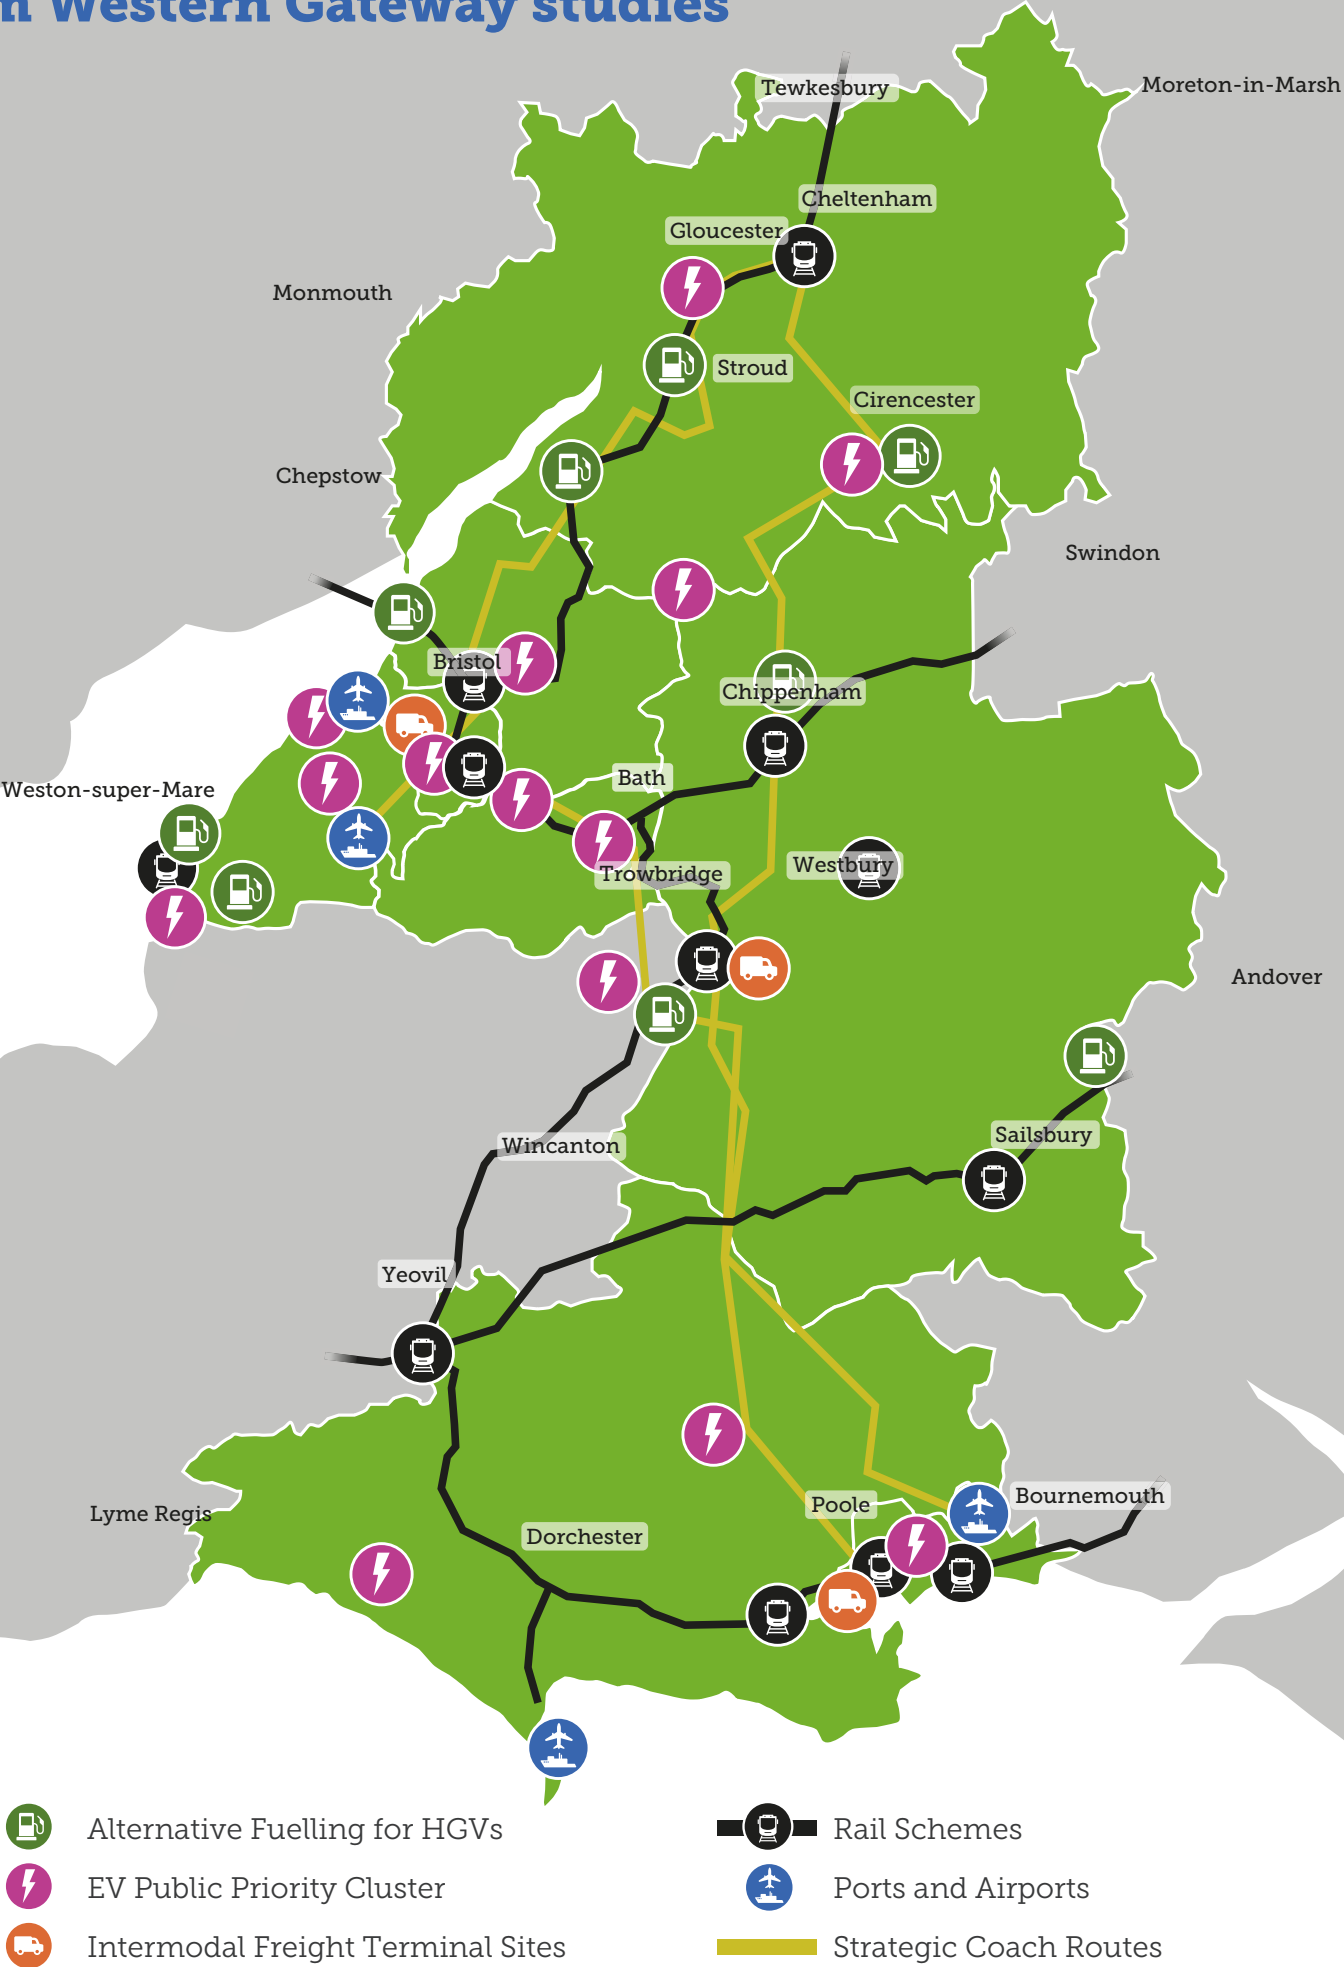 n Western Gateway studies
Tewkesbury
Moreton-in-Marsh
Cheltenham
Gloucester
Monmouth
Stroud
Cirencester
Chepstow
Swindon
Bristol
Chippenham
Bath
Weston-super-Mare
Westbury
Trowbridge
Andover
Sailsbury
Wincanton
Yeovil
Bournemouth
Poole
Lyme Regis
Dorchester
Alternative Fuelling for HGVs
Rail Schemes
EV Public Priority Cluster
Ports and Airports
Intermodal Freight Terminal Sites
Strategic Coach Routes